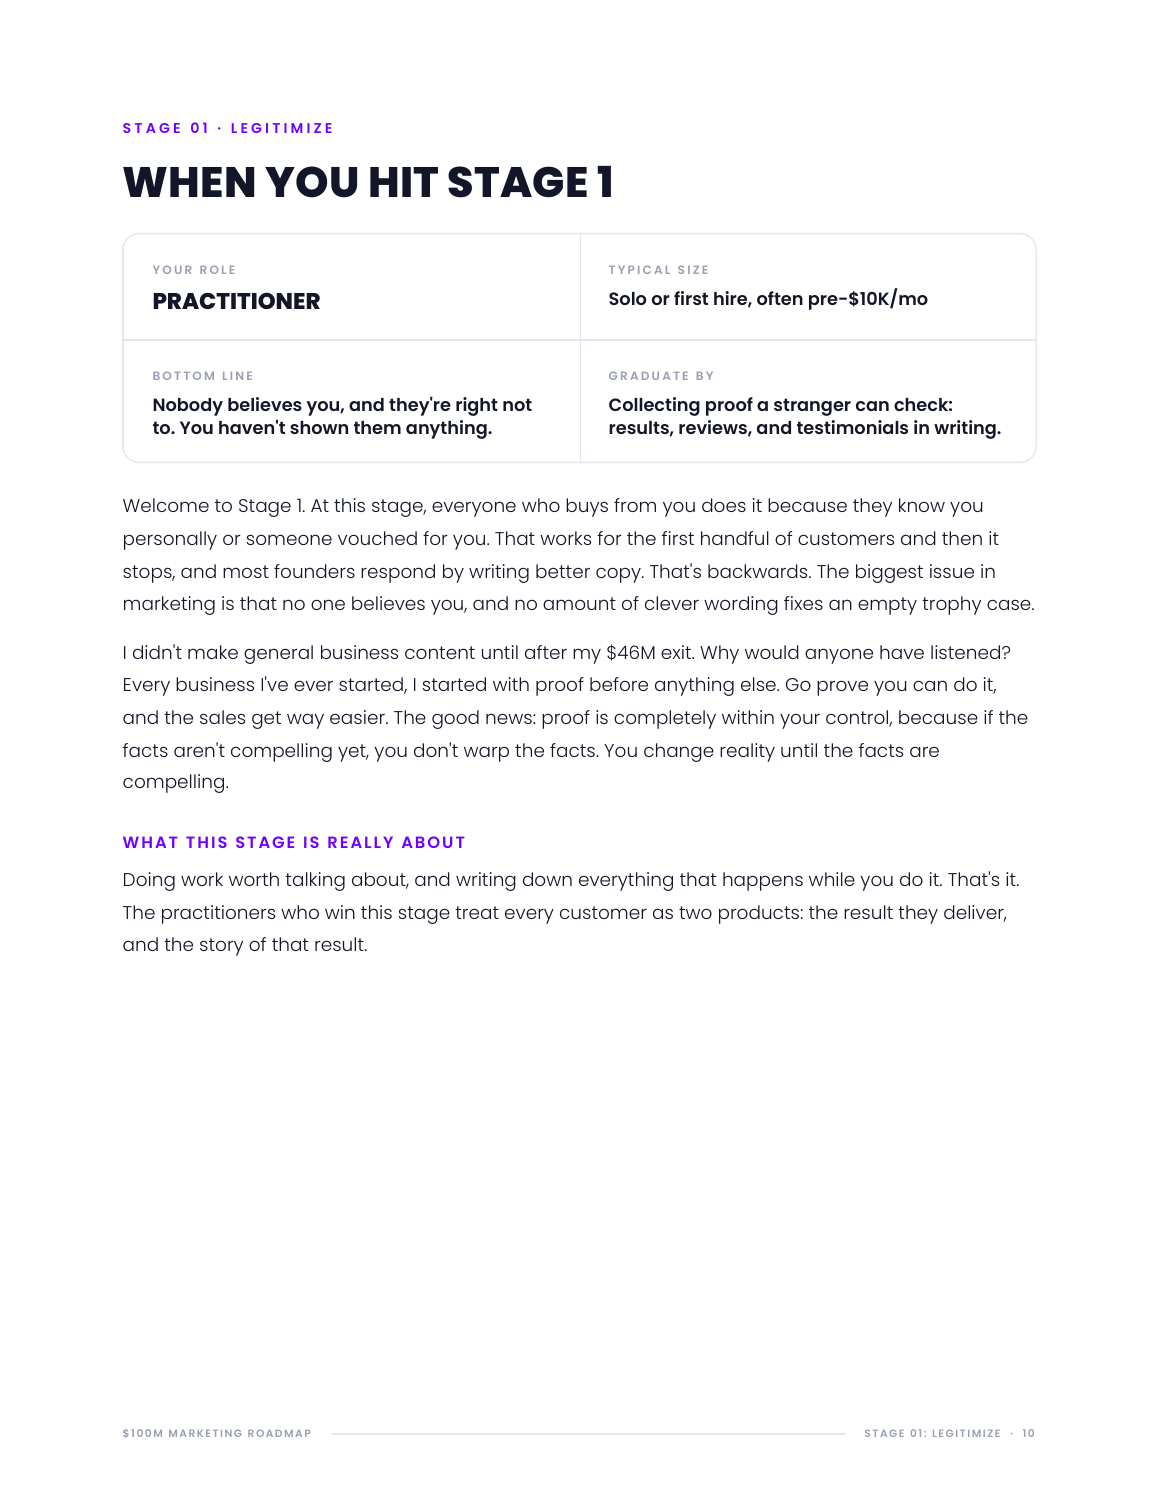 STAGE 01 · LEGITIMIZE
WHEN YOU HIT STAGE 1
YOUR ROLE
PRACTITIONER
TYPICAL SIZE
Solo or first hire, often pre-$10K/mo
BOTTOM LINE
Nobody believes you, and they're right not
to. You haven't shown them anything.
GRADUATE BY
Collecting proof a stranger can check:
results, reviews, and testimonials in writing.
Welcome to Stage 1. At this stage, everyone who buys from you does it because they know you
personally or someone vouched for you. That works for the first handful of customers and then it
stops, and most founders respond by writing better copy. That's backwards. The biggest issue in
marketing is that no one believes you, and no amount of clever wording fixes an empty trophy case.
I didn't make general business content until after my $46M exit. Why would anyone have listened?
Every business I've ever started, I started with proof before anything else. Go prove you can do it,
and the sales get way easier. The good news: proof is completely within your control, because if the
facts aren't compelling yet, you don't warp the facts. You change reality until the facts are
compelling.
WHAT THIS STAGE IS REALLY ABOUT
Doing work worth talking about, and writing down everything that happens while you do it. That's it.
The practitioners who win this stage treat every customer as two products: the result they deliver,
and the story of that result.
$100M MARKETING ROADMAP
STAGE 01: LEGITIMIZE · 10